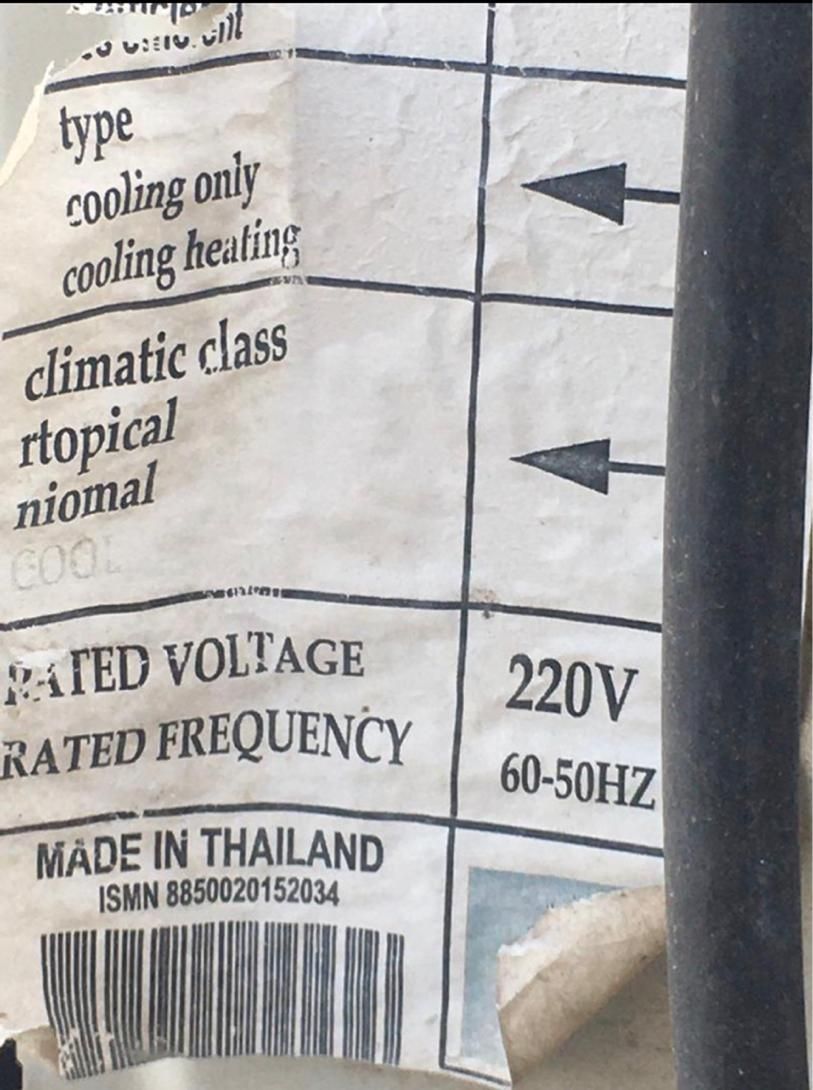 type
cooling only
cooling heating
climatic class
rtopical
niomal
COOL
RATED VOLTAGE 220V
RATED FREQUENCY 60-50HZ
MADE IN THAILAND
ISMN 8850020152034